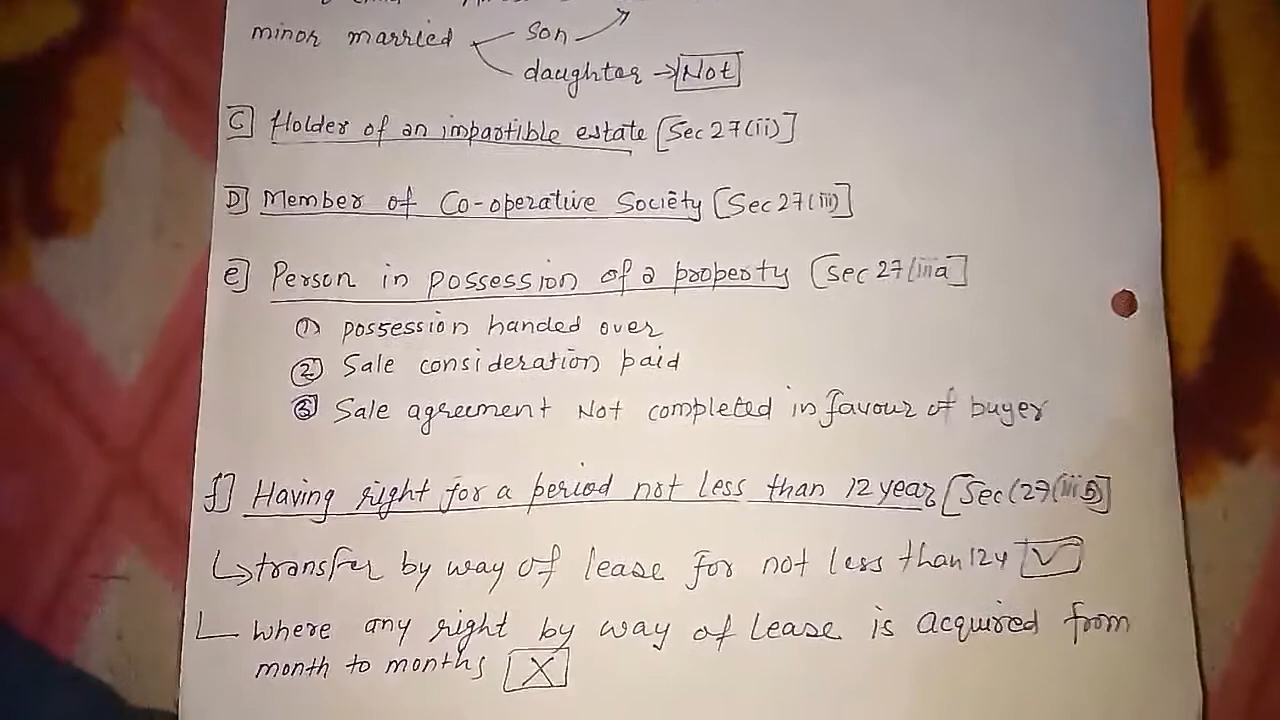 minor married son
daughter → Not
C] Holder of an impartible estate [Sec 27(ii)]
D] Member of Co-operative Society [Sec 27(iii)]
e] Person in possession of a property [Sec 27(iiia]
① possession handed over
② Sale consideration paid
③ Sale agreement Not completed in favour of buyer
f] Having right for a period not less than 12 year [Sec (27(iiib)]
↳ transfer by way of lease for not less than 12y ✓
where any right by way of lease is acquired from
month to months X